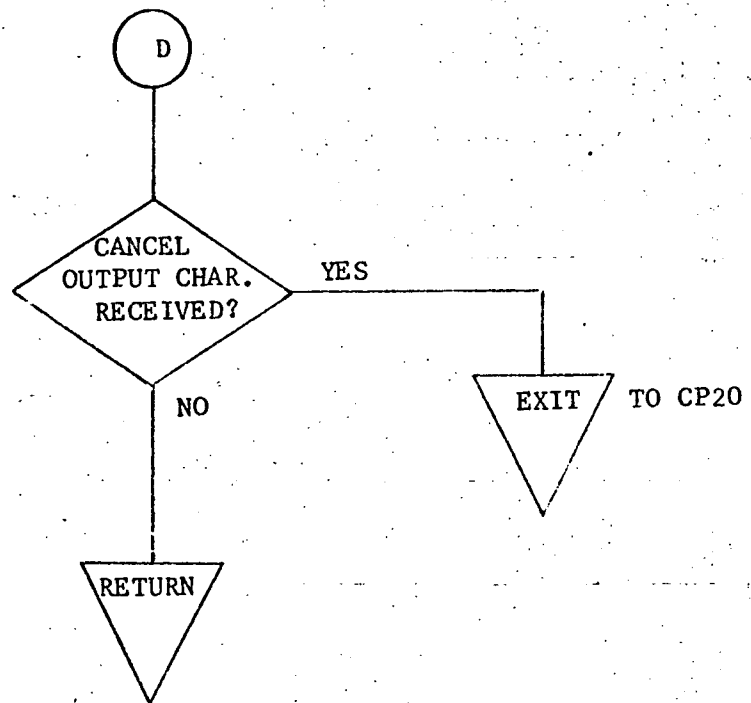 D
CANCEL
OUTPUT CHAR.
RECEIVED?
YES
NO
EXIT
TO CP20
RETURN